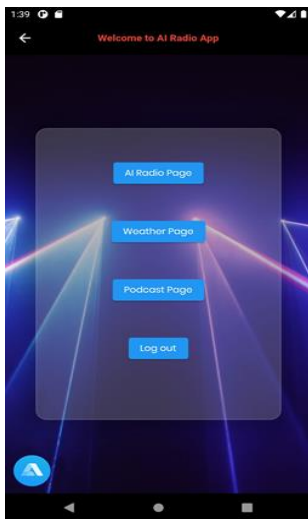 1:39
Welcome to AI Radio App
AI Radio Page
Weather Page
Podcast Page
Log out